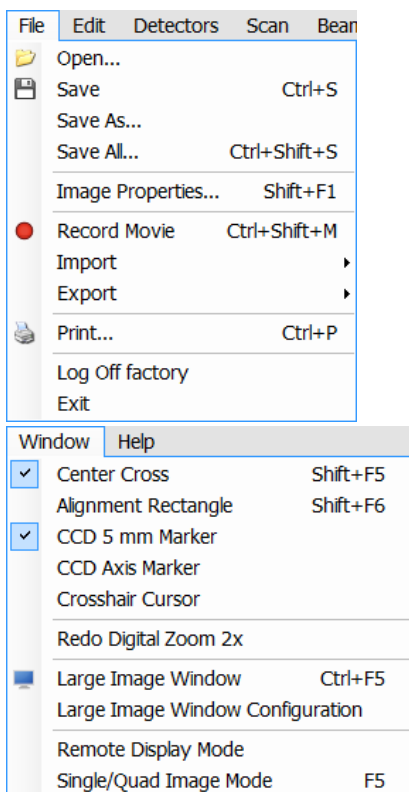 File Edit Detectors Scan Bean
Open...
Save Ctrl+S
Save As...
Save All... Ctrl+Shift+S
Image Properties... Shift+F1
Record Movie Ctrl+Shift+M
Import
Export
Print... Ctrl+P
Log Off factory
Exit
Window Help
Center Cross Shift+F5
Alignment Rectangle Shift+F6
CCD 5 mm Marker
CCD Axis Marker
Crosshair Cursor
Redo Digital Zoom 2x
Large Image Window Ctrl+F5
Large Image Window Configuration
Remote Display Mode
Single/Quad Image Mode F5